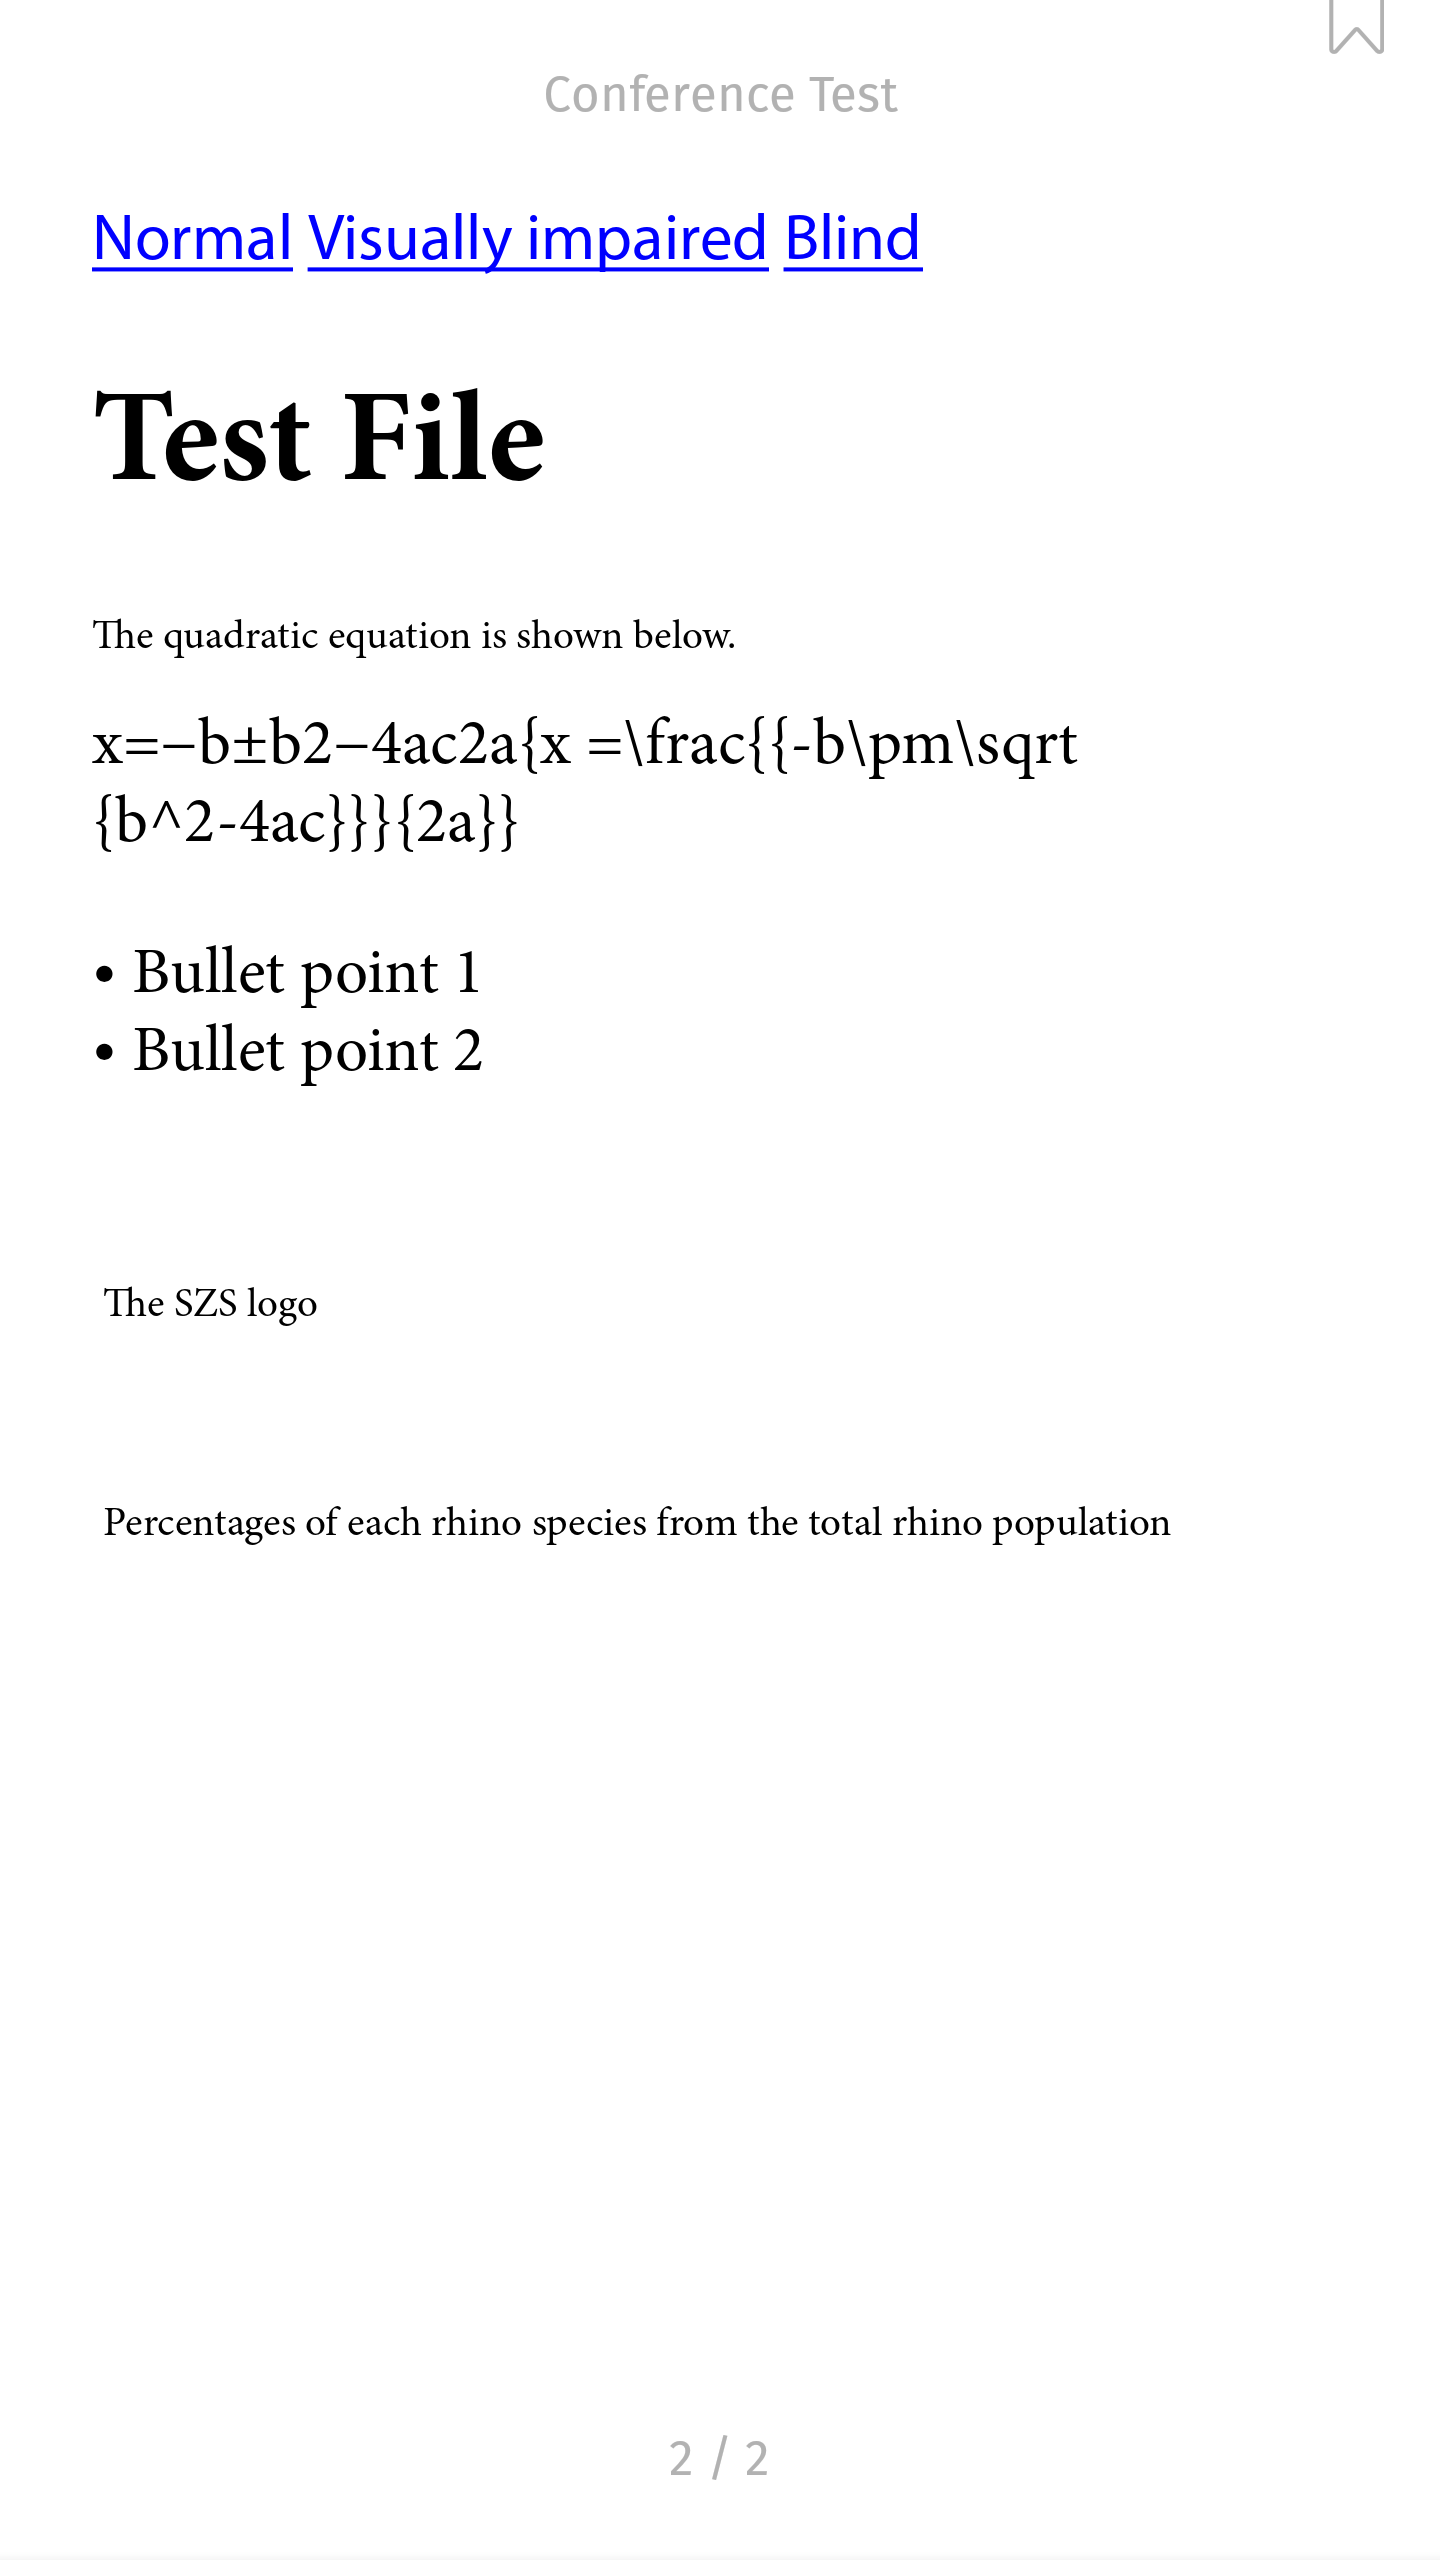 Conference Test
Normal Visually impaired Blind
Test File
The quadratic equation is shown below.
x=−b±b2−4ac2a{x =\frac{{-b\pm\sqrt
{b^2-4ac}}}{2a}}
• Bullet point 1
• Bullet point 2
The SZS logo
Percentages of each rhino species from the total rhino population
2 / 2